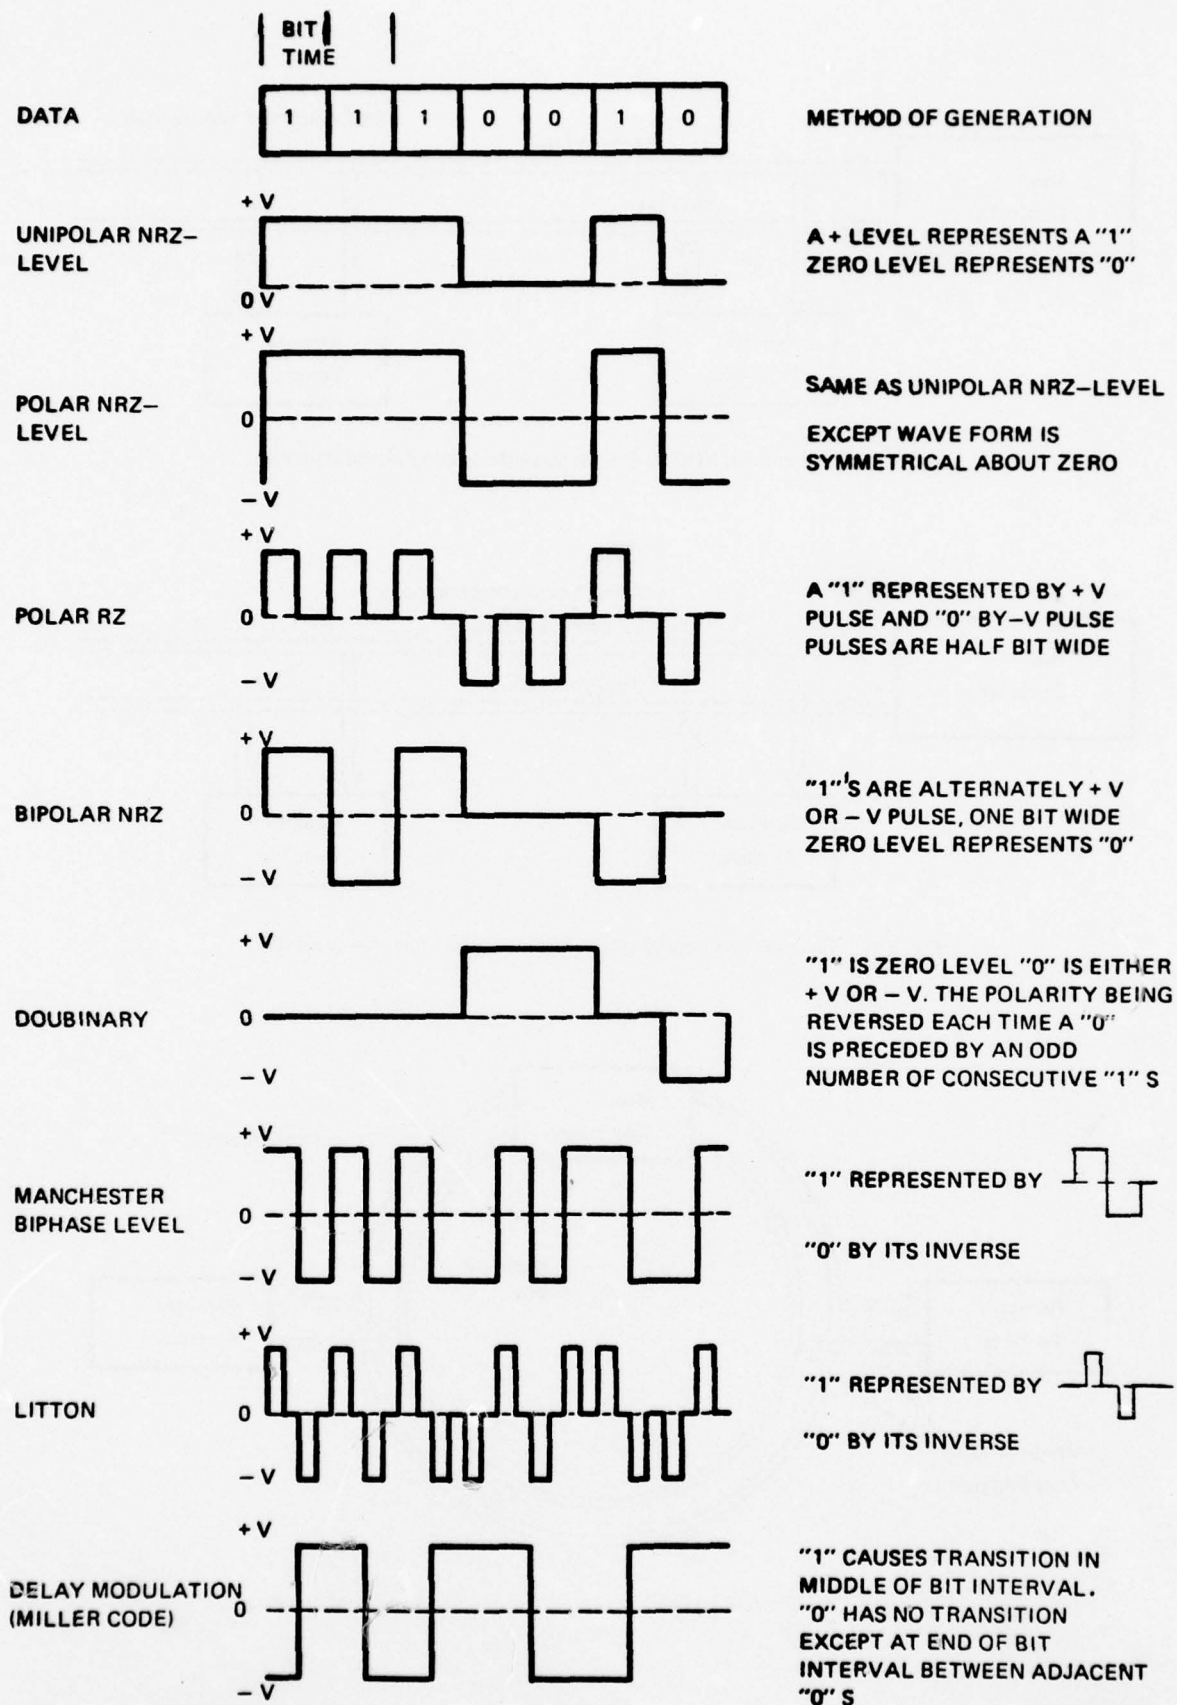 BIT
TIME
DATA
1 1 1 0 0 1 0
METHOD OF GENERATION
UNIPOLAR NRZ–
LEVEL
+ V
0 V
A + LEVEL REPRESENTS A "1"
ZERO LEVEL REPRESENTS "0"
POLAR NRZ–
LEVEL
+ V
0
– V
SAME AS UNIPOLAR NRZ–LEVEL
EXCEPT WAVE FORM IS
SYMMETRICAL ABOUT ZERO
POLAR RZ
+ V
0
– V
A "1" REPRESENTED BY + V
PULSE AND "0" BY–V PULSE
PULSES ARE HALF BIT WIDE
BIPOLAR NRZ
+ V
0
– V
"1"'S ARE ALTERNATELY + V
OR – V PULSE, ONE BIT WIDE
ZERO LEVEL REPRESENTS "0"
DOUBINARY
+ V
0
– V
"1" IS ZERO LEVEL "0" IS EITHER
+ V OR – V. THE POLARITY BEING
REVERSED EACH TIME A "0"
IS PRECEDED BY AN ODD
NUMBER OF CONSECUTIVE "1" S
MANCHESTER
BIPHASE LEVEL
+ V
0
– V
"1" REPRESENTED BY
"0" BY ITS INVERSE
LITTON
+ V
0
– V
"1" REPRESENTED BY
"0" BY ITS INVERSE
DELAY MODULATION
(MILLER CODE)
+ V
0
– V
"1" CAUSES TRANSITION IN
MIDDLE OF BIT INTERVAL.
"0" HAS NO TRANSITION
EXCEPT AT END OF BIT
INTERVAL BETWEEN ADJACENT
"0" S